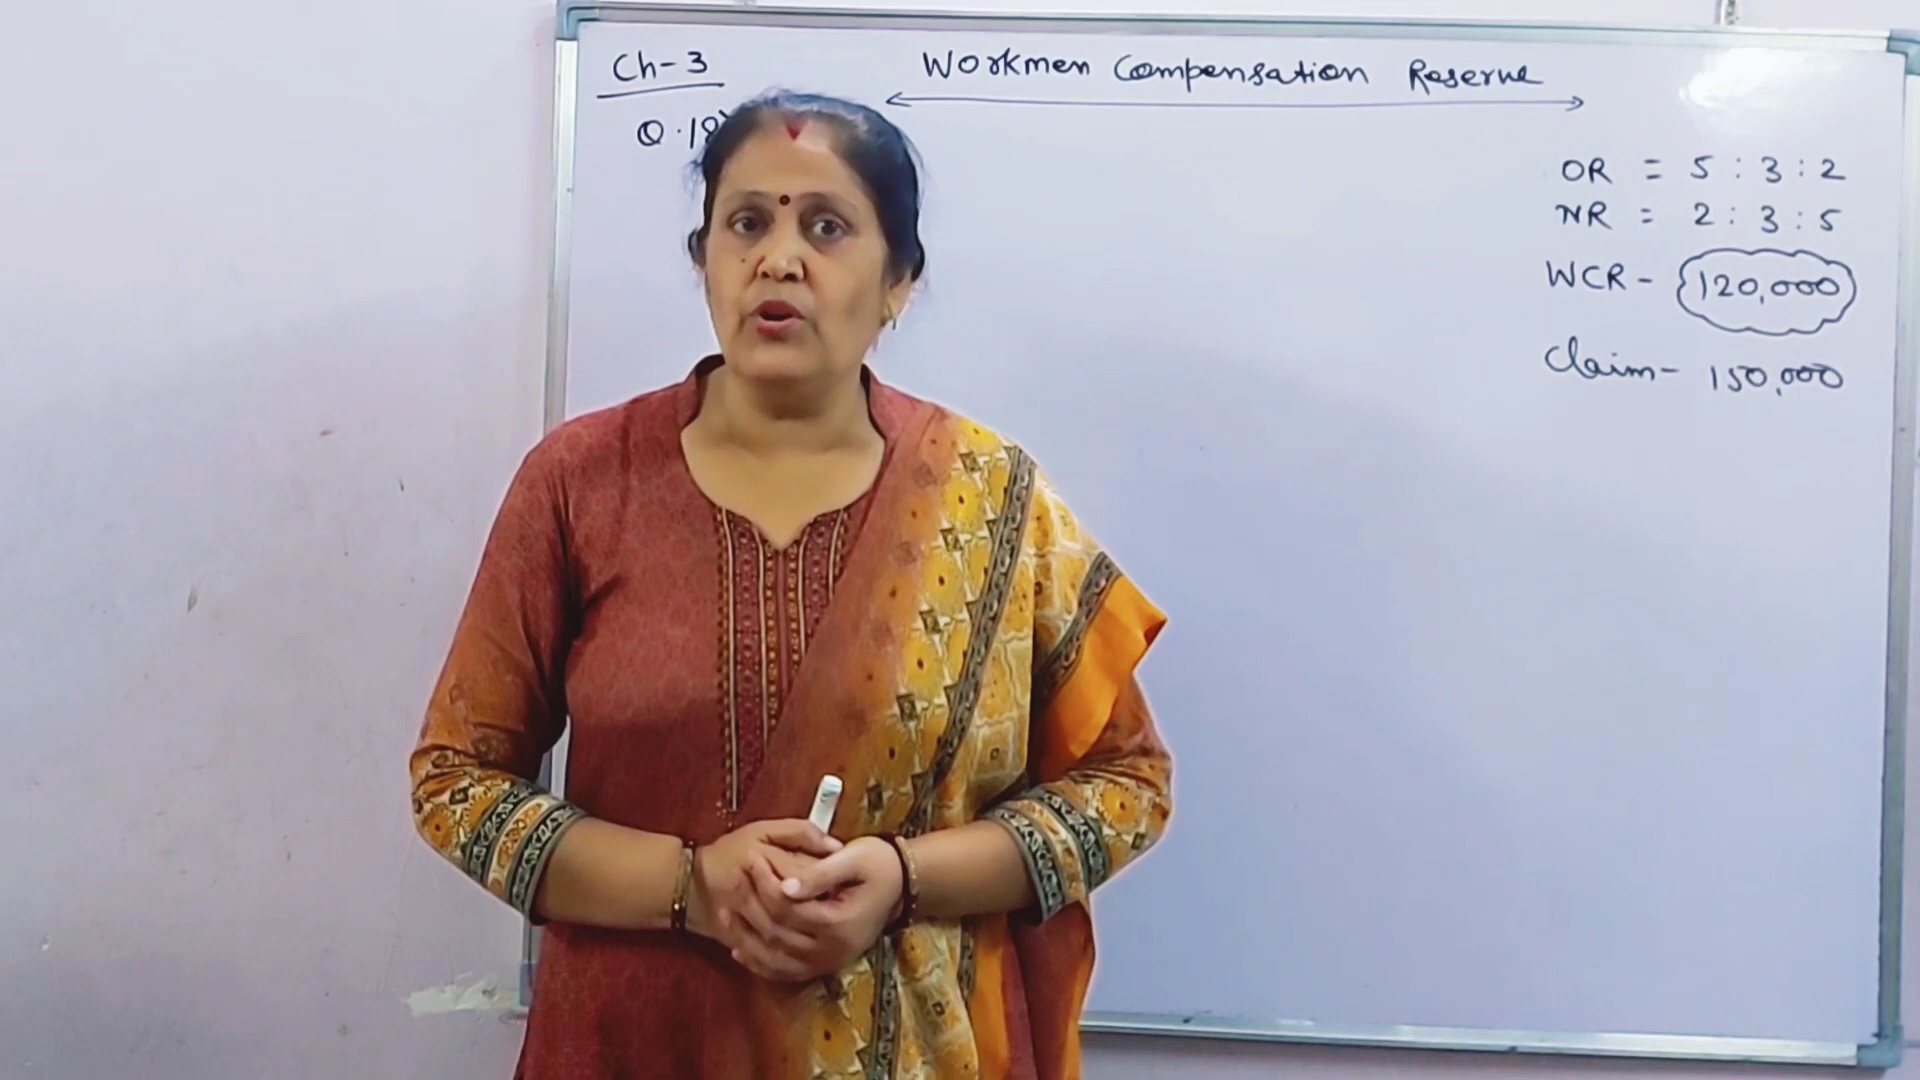 Ch-3
Workmen Compensation Reserve
Q.18
OR = 5 : 3 : 2
NR = 2 : 3 : 5
WCR - 120,000
Claim - 150,000